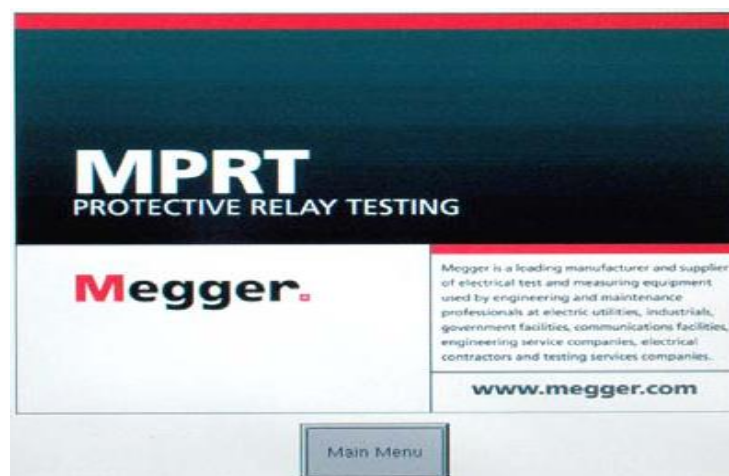 MPRT
PROTECTIVE RELAY TESTING
Megger.
Megger is a leading manufacturer and supplier
of electrical test and measuring equipment
used by engineering and maintenance
professionals at electric utilities, industrials,
government facilities, communications facilities,
engineering service companies, electrical
contractors and testing services companies.
www.megger.com
Main Menu